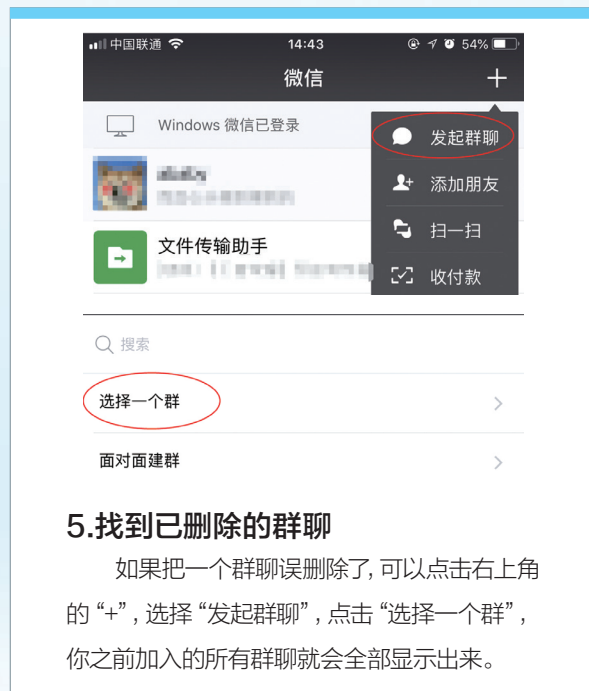 中国联通 14:43 54%
微信 +
Windows 微信已登录
发起群聊
添加朋友
文件传输助手
扫一扫
收付款
搜索
选择一个群
面对面建群
5.找到已删除的群聊
如果把一个群聊误删除了,可以点击右上角
的“+”,选择“发起群聊”,点击“选择一个群”,
你之前加入的所有群聊就会全部显示出来。